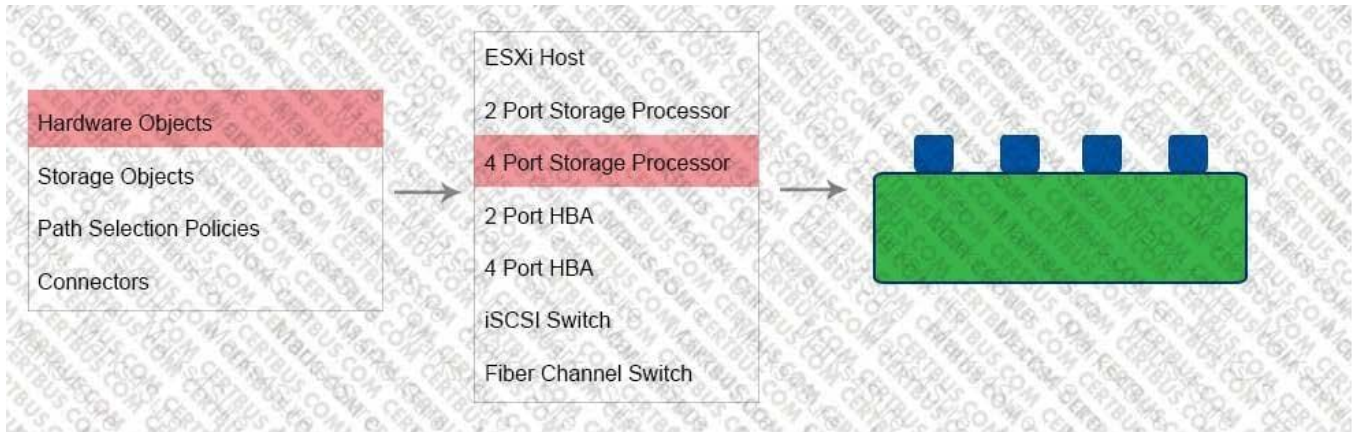 Hardware Objects
Storage Objects
Path Selection Policies
Connectors
ESXi Host
2 Port Storage Processor
4 Port Storage Processor
2 Port HBA
4 Port HBA
iSCSI Switch
Fiber Channel Switch